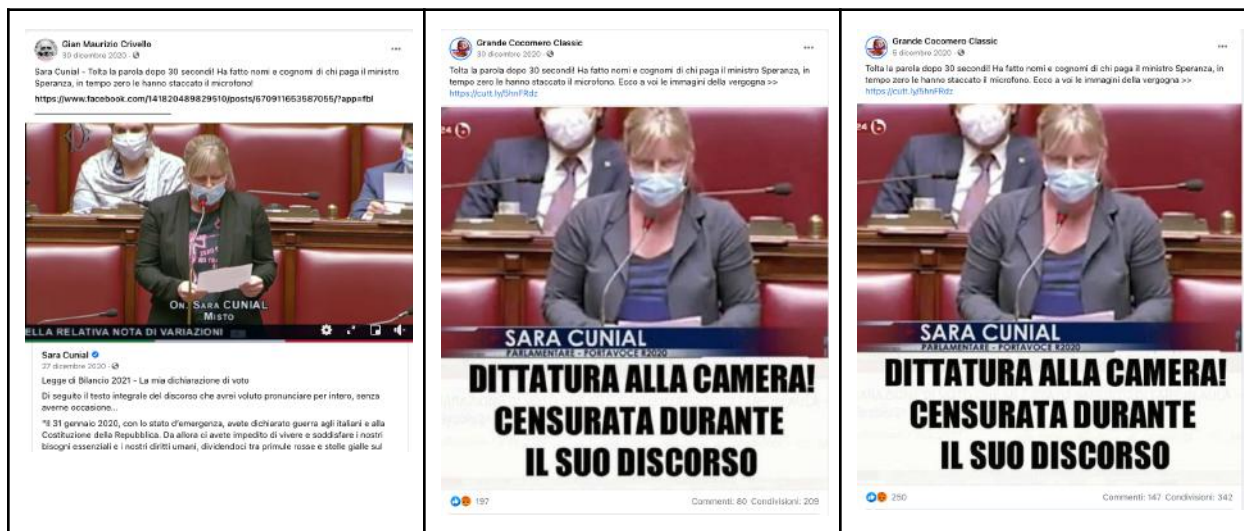 Gian Maurizio Crivello
30 dicembre 2020
Sara Cunial - Tolta la parola dopo 30 secondi! Ha fatto nomi e cognomi di chi paga il ministro
Speranza, in tempo zero le hanno staccato il microfono!
https://www.facebook.com/141820489829510/posts/670911653587055/?app=fbl
ON. SARA CUNIAL
MISTO
ELLA RELATIVA NOTA DI VARIAZIONI
Sara Cunial
27 dicembre 2020
Legge di Bilancio 2021 - La mia dichiarazione di voto
Di seguito il testo integrale del discorso che avrei voluto pronunciare per intero, senza
averne occasione...
"Il 31 gennaio 2020, con lo stato d'emergenza, avete dichiarato guerra agli italiani e alla
Costituzione della Repubblica. Da allora ci avete impedito di vivere e soddisfare i nostri
bisogni essenziali e i nostri diritti umani, dividendoci tra primule rosse e stelle gialle sul
Grande Cocomero Classic
30 dicembre 2020
Tolta la parola dopo 30 secondi! Ha fatto nomi e cognomi di chi paga il ministro Speranza, in
tempo zero le hanno staccato il microfono. Ecco a voi le immagini della vergogna >>
https://cutt.ly/5hnFRdz
SARA CUNIAL
PARLAMENTARE - PORTAVOCE R2020
DITTATURA ALLA CAMERA!
CENSURATA DURANTE
IL SUO DISCORSO
197
Commenti: 80 Condivisioni: 209
Grande Cocomero Classic
6 dicembre 2020
Tolta la parola dopo 30 secondi! Ha fatto nomi e cognomi di chi paga il ministro Speranza, in
tempo zero le hanno staccato il microfono. Ecco a voi le immagini della vergogna >>
https://cutt.ly/5hnFRdz
SARA CUNIAL
PARLAMENTARE - PORTAVOCE R2020
DITTATURA ALLA CAMERA!
CENSURATA DURANTE
IL SUO DISCORSO
250
Commenti: 147 Condivisioni: 342